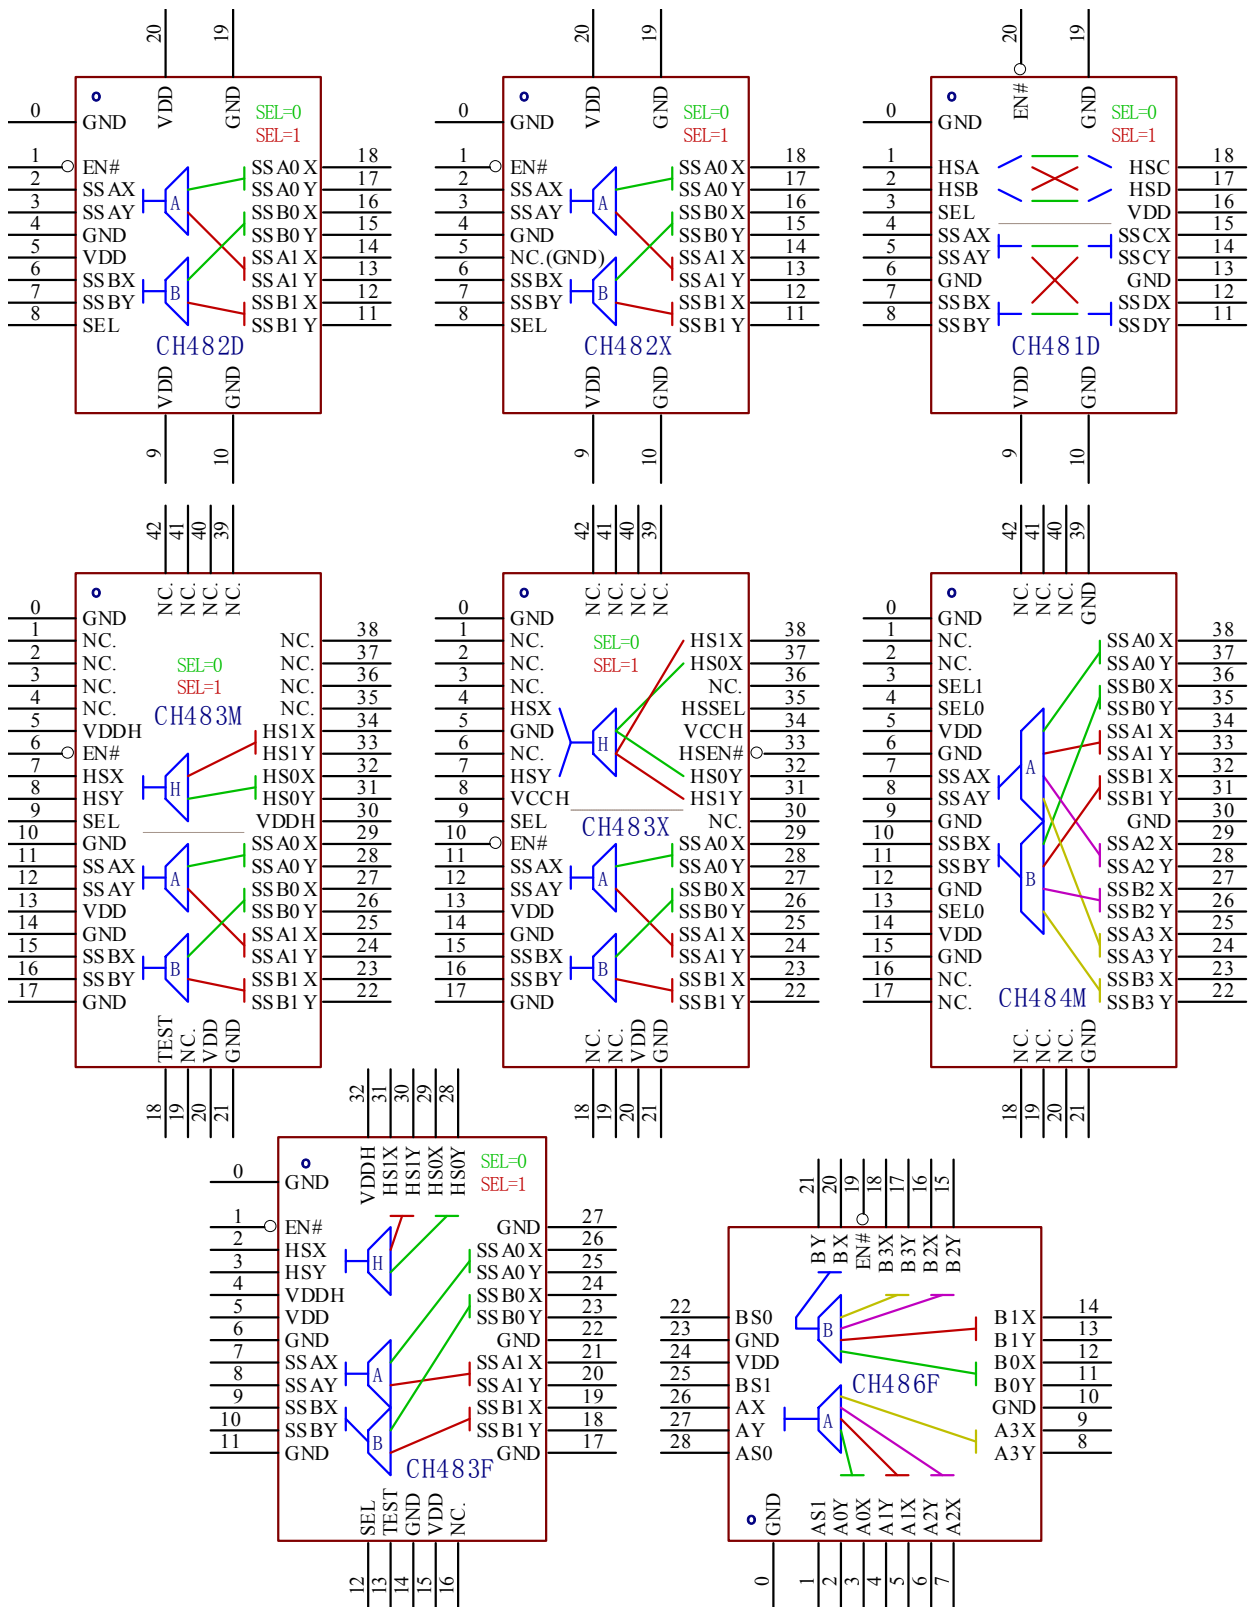 CH482D
SEL=0
SEL=1
20 VDD
19 GND
0 GND
1 EN#
2 SSAX
3 SSAY
4 GND
5 VDD
6 SSBX
7 SSBY
8 SEL
9 VDD
10 GND
SSA0X 18
SSA0Y 17
SSB0X 16
SSB0Y 15
SSA1X 14
SSA1Y 13
SSB1X 12
SSB1Y 11
A
B
CH482X
SEL=0
SEL=1
20 VDD
19 GND
0 GND
1 EN#
2 SSAX
3 SSAY
4 GND
5 NC.(GND)
6 SSBX
7 SSBY
8 SEL
9 VDD
10 GND
SSA0X 18
SSA0Y 17
SSB0X 16
SSB0Y 15
SSA1X 14
SSA1Y 13
SSB1X 12
SSB1Y 11
A
B
CH481D
SEL=0
SEL=1
20 EN#
19 GND
0 GND
1 HSA
2 HSB
3 SEL
4 SSAX
5 SSAY
6 GND
7 SSBX
8 SSBY
9 VDD
10 GND
HSC 18
HSD 17
VDD 16
SSCX 15
SSCY 14
GND 13
SSDX 12
SSDY 11
CH483M
SEL=0
SEL=1
42 NC.
41 NC.
40 NC.
39 NC.
0 GND
1 NC.
2 NC.
3 NC.
4 NC.
5 VDDH
6 EN#
7 HSX
8 HSY
9 SEL
10 GND
11 SSAX
12 SSAY
13 VDD
14 GND
15 SSBX
16 SSBY
17 GND
18 TEST
19 NC.
20 VDD
21 GND
NC. 38
NC. 37
NC. 36
NC. 35
HS1X 34
HS1Y 33
HS0X 32
HS0Y 31
VDDH 30
SSA0X 29
SSA0Y 28
SSB0X 27
SSB0Y 26
SSA1X 25
SSA1Y 24
SSB1X 23
SSB1Y 22
H
A
B
CH483X
SEL=0
SEL=1
42 NC.
41 NC.
40 NC.
39 NC.
0 GND
1 NC.
2 NC.
3 NC.
4 HSX
5 GND
6 NC.
7 HSY
8 VCCH
9 SEL
10 EN#
11 SSAX
12 SSAY
13 VDD
14 GND
15 SSBX
16 SSBY
17 GND
18 NC.
19 NC.
20 VDD
21 GND
HS1X 38
HS0X 37
NC. 36
HSSEL 35
VCCH 34
HSEN# 33
HS0Y 32
HS1Y 31
NC. 30
SSA0X 29
SSA0Y 28
SSB0X 27
SSB0Y 26
SSA1X 25
SSA1Y 24
SSB1X 23
SSB1Y 22
H
A
B
CH484M
42 NC.
41 NC.
40 NC.
39 GND
0 GND
1 NC.
2 NC.
3 SEL1
4 SEL0
5 VDD
6 GND
7 SSAX
8 SSAY
9 GND
10 SSBX
11 SSBY
12 GND
13 SEL0
14 VDD
15 GND
16 NC.
17 NC.
18 NC.
19 NC.
20 NC.
21 GND
SSA0X 38
SSA0Y 37
SSB0X 36
SSB0Y 35
SSA1X 34
SSA1Y 33
SSB1X 32
SSB1Y 31
GND 30
SSA2X 29
SSA2Y 28
SSB2X 27
SSB2Y 26
SSA3X 25
SSA3Y 24
SSB3X 23
SSB3Y 22
A
B
CH483F
SEL=0
SEL=1
32 VDDH
31 HS1X
30 HS1Y
29 HS0X
28 HS0Y
0 GND
1 EN#
2 HSX
3 HSY
4 VDDH
5 VDD
6 GND
7 SSAX
8 SSAY
9 SSBX
10 SSBY
11 GND
12 SEL
13 TEST
14 GND
15 VDD
16 NC.
GND 27
SSA0X 26
SSA0Y 25
SSB0X 24
SSB0Y 23
GND 22
SSA1X 21
SSA1Y 20
SSB1X 19
SSB1Y 18
GND 17
H
A
B
CH486F
21 BY
20 BX
19 EN#
18 B3X
17 B3Y
16 B2X
15 B2Y
22 BS0
23 GND
24 VDD
25 BS1
26 AX
27 AY
28 AS0
B1X 14
B1Y 13
B0X 12
B0Y 11
GND 10
A3X 9
A3Y 8
0 GND
1 AS1
2 A0Y
3 A0X
4 A1Y
5 A1X
6 A2Y
7 A2X
B
A